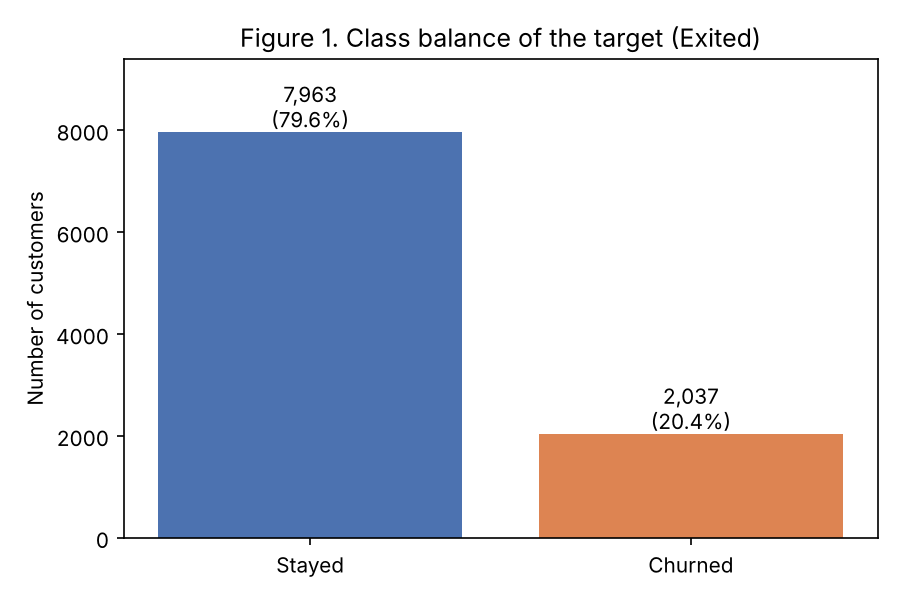 Figure 1. Class balance of the target (Exited)
7,963
(79.6%)
8000
6000
4000
2000
0
Number of customers
2,037
(20.4%)
Stayed
Churned